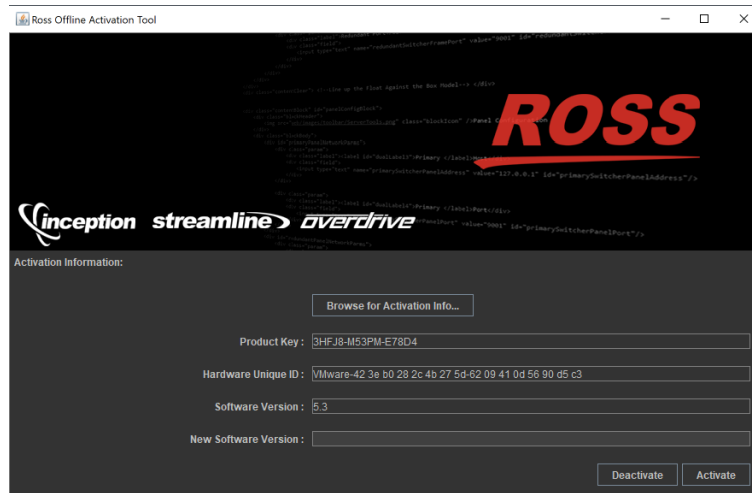 Ross Offline Activation Tool
ROSS
inception streamline overdrive
Activation Information:
Browse for Activation Info...
Product Key : 3HFJ8-M53PM-E78D4
Hardware Unique ID : VMware-42 3e b0 28 2c 4b 27 5d-62 09 41 0d 56 90 d5 c3
Software Version : 5.3
New Software Version :
Deactivate Activate